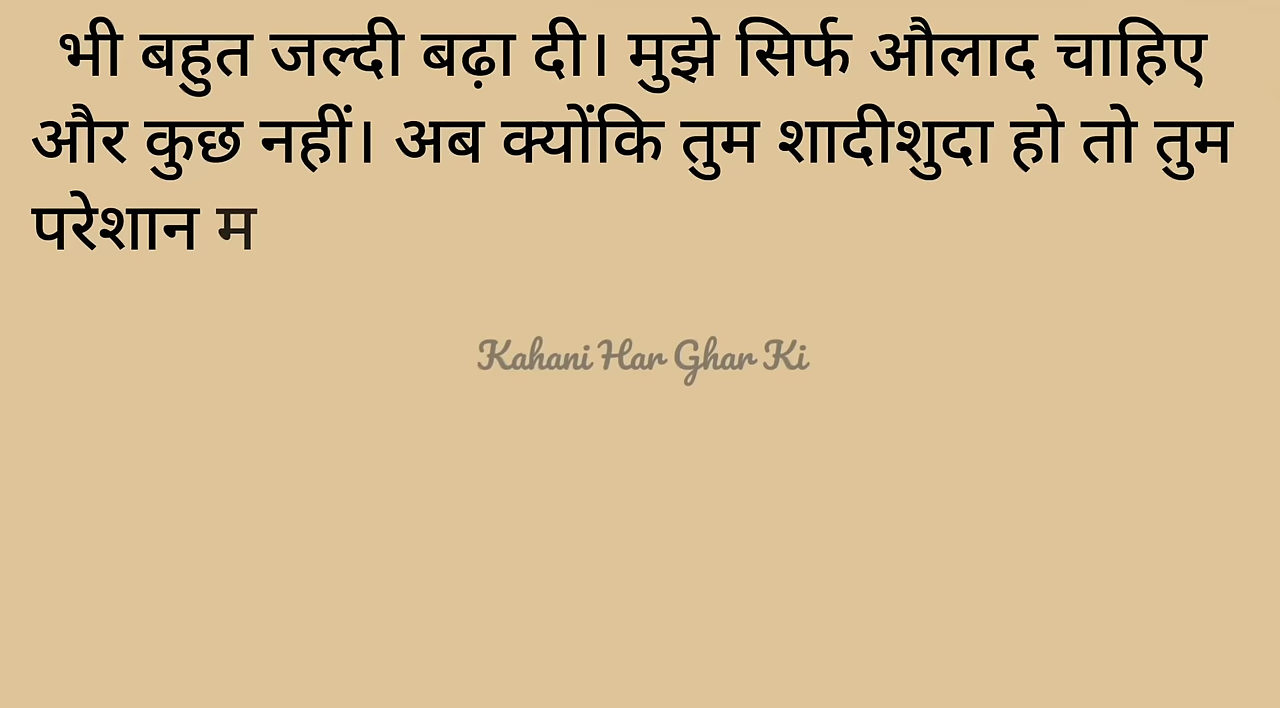 भी बहुत जल्दी बढ़ा दी। मुझे सिर्फ औलाद चाहिए
और कुछ नहीं। अब क्योंकि तुम शादीशुदा हो तो तुम
परेशान म
Kahani Har Ghar Ki